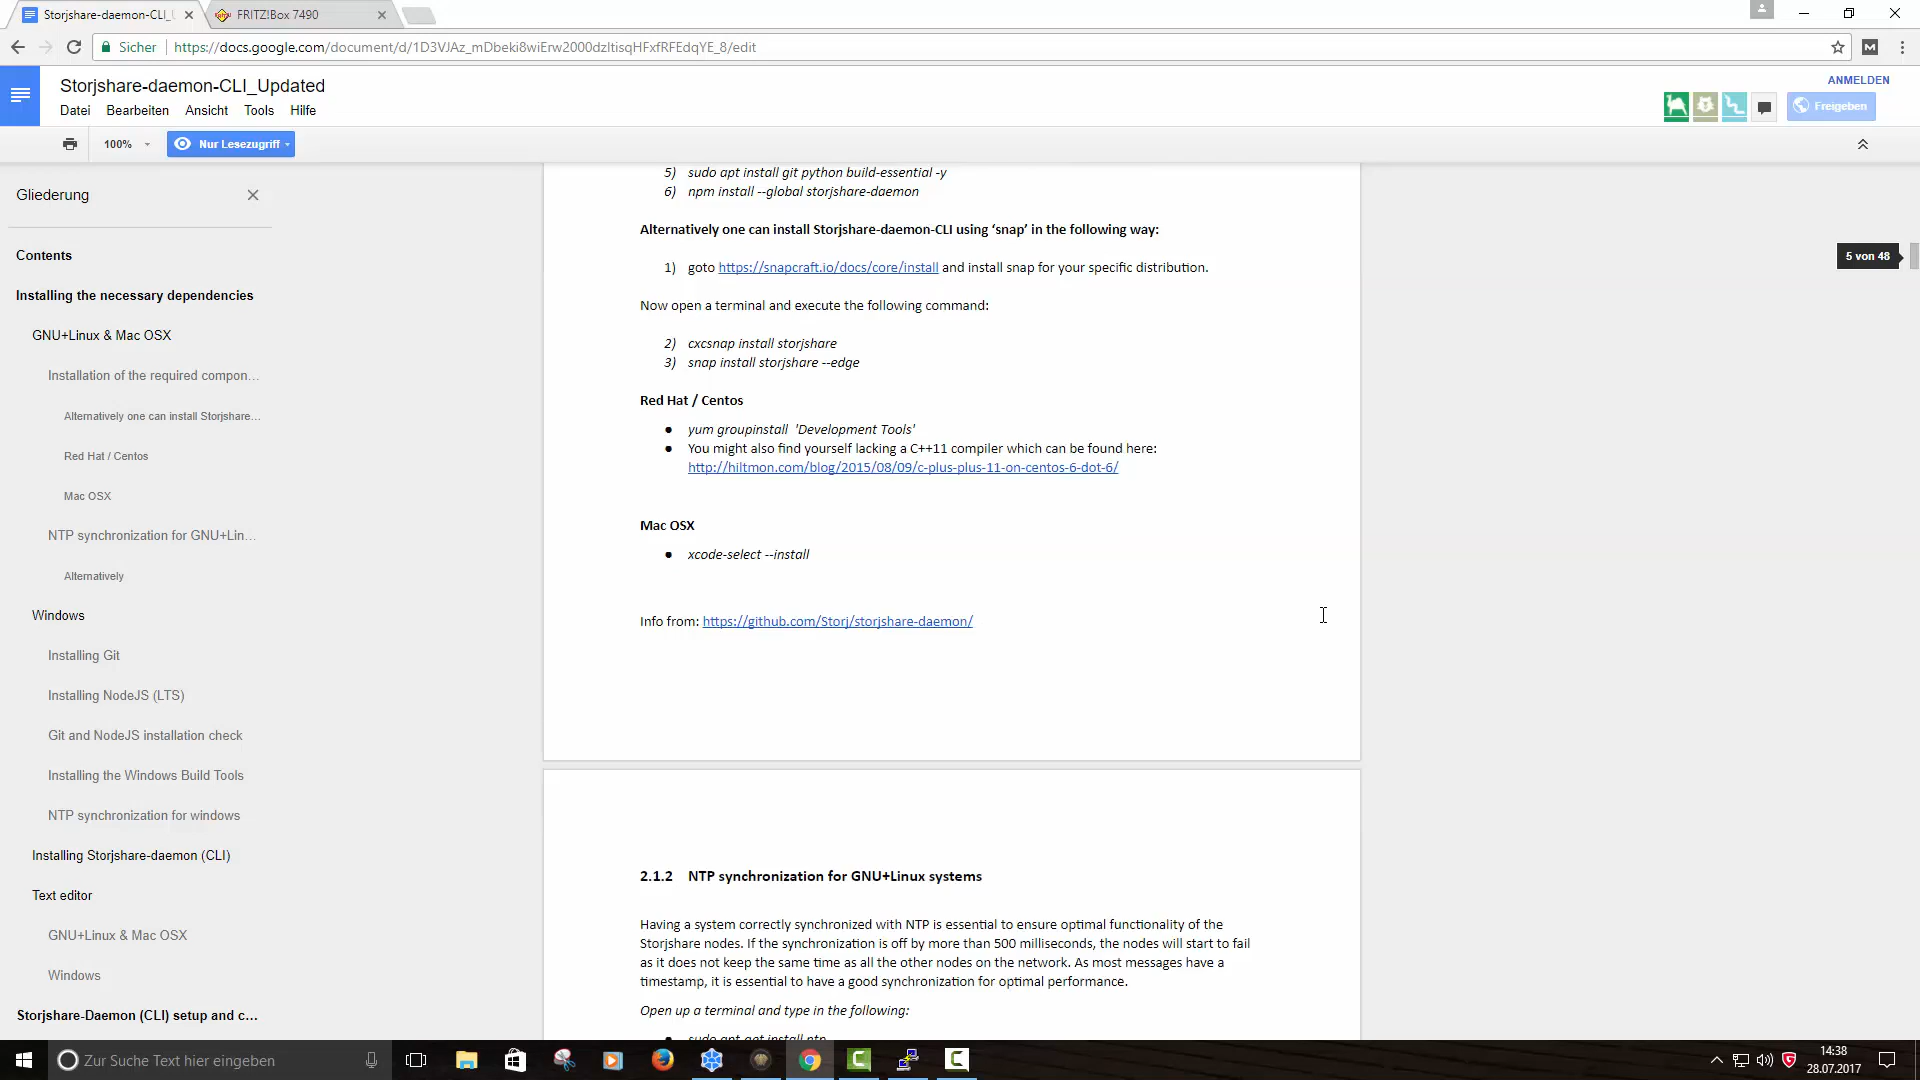 Storjshare-daemon-CLI_
FRITZ!Box 7490
Sicher
https://docs.google.com/document/d/1D3VJAz_mDbeki8wiErw2000dzltisqHFxfRFEdqYE_8/edit
Storjshare-daemon-CLI_Updated
ANMELDEN
Datei Bearbeiten Ansicht Tools Hilfe
Freigeben
100%
Nur Lesezugriff
Gliederung
Contents
Installing the necessary dependencies
GNU+Linux & Mac OSX
Installation of the required compon...
Alternatively one can install Storjshare...
Red Hat / Centos
Mac OSX
NTP synchronization for GNU+Lin...
Alternatively
Windows
Installing Git
Installing NodeJS (LTS)
Git and NodeJS installation check
Installing the Windows Build Tools
NTP synchronization for windows
Installing Storjshare-daemon (CLI)
Text editor
GNU+Linux & Mac OSX
Windows
Storjshare-Daemon (CLI) setup and c...
5) sudo apt install git python build-essential -y
6) npm install --global storjshare-daemon
Alternatively one can install Storjshare-daemon-CLI using ‘snap’ in the following way:
1) goto https://snapcraft.io/docs/core/install and install snap for your specific distribution.
Now open a terminal and execute the following command:
2) cxcsnap install storjshare
3) snap install storjshare --edge
Red Hat / Centos
● yum groupinstall 'Development Tools'
● You might also find yourself lacking a C++11 compiler which can be found here:
http://hiltmon.com/blog/2015/08/09/c-plus-plus-11-on-centos-6-dot-6/
Mac OSX
● xcode-select --install
Info from: https://github.com/Storj/storjshare-daemon/
5 von 48
2.1.2 NTP synchronization for GNU+Linux systems
Having a system correctly synchronized with NTP is essential to ensure optimal functionality of the
Storjshare nodes. If the synchronization is off by more than 500 milliseconds, the nodes will start to fail
as it does not keep the same time as all the other nodes on the network. As most messages have a
timestamp, it is essential to have a good synchronization for optimal performance.
Open up a terminal and type in the following:
● sudo apt-get install ntp
Zur Suche Text hier eingeben
14:38
28.07.2017